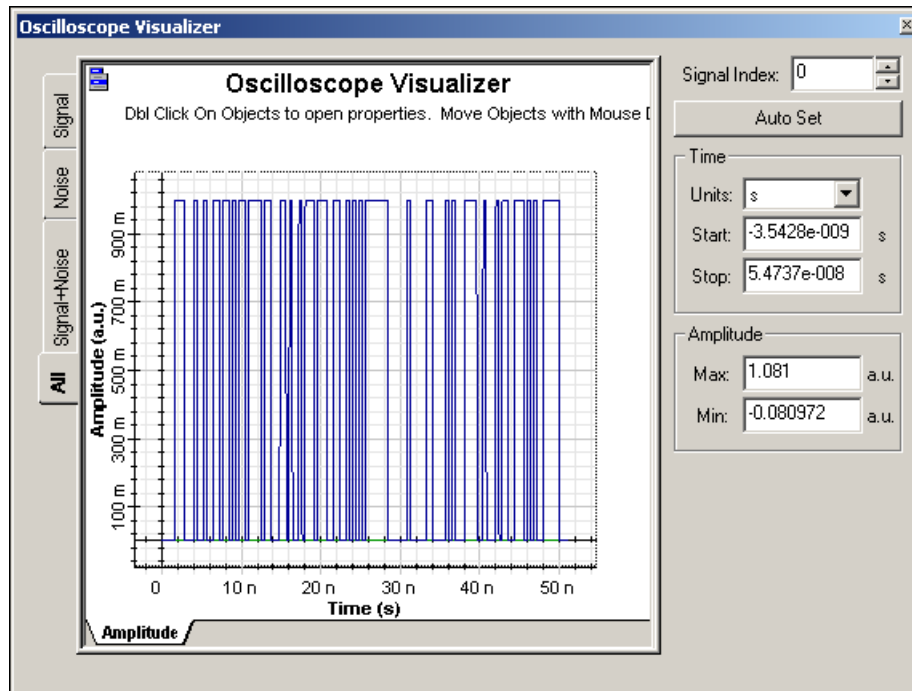 Oscilloscope Visualizer
Signal
Noise
Signal+Noise
All
Oscilloscope Visualizer
Dbl Click On Objects to open properties. Move Objects with Mouse
Amplitude (a.u.)
900 m
700 m
500 m
300 m
100 m
0
10 n
20 n
30 n
40 n
50 n
Time (s)
Amplitude
Signal Index: 0
Auto Set
Time
Units: s
Start: -3.5428e-009 s
Stop: 5.4737e-008 s
Amplitude
Max: 1.081 a.u.
Min: -0.080972 a.u.